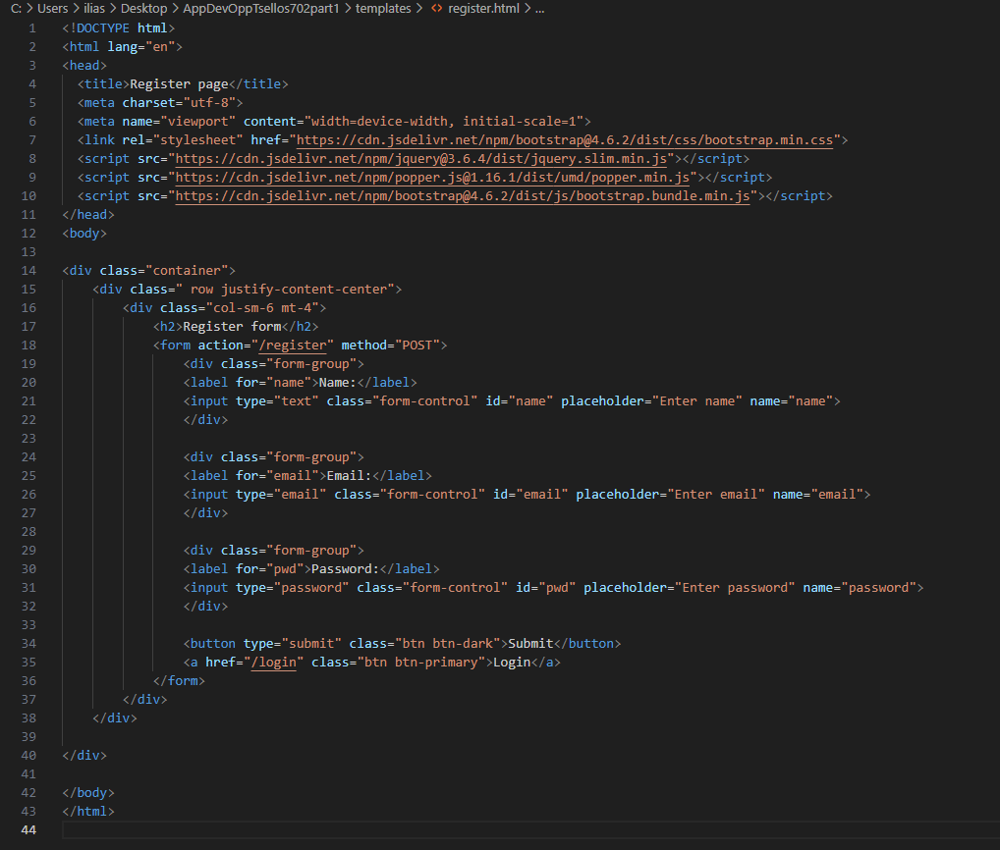 C: > Users > ilias > Desktop > AppDevOppTsellos702part1 > templates > <> register.html > ...
1 <!DOCTYPE html>
2 <html lang="en">
3 <head>
4   <title>Register page</title>
5   <meta charset="utf-8">
6   <meta name="viewport" content="width=device-width, initial-scale=1">
7   <link rel="stylesheet" href="https://cdn.jsdelivr.net/npm/bootstrap@4.6.2/dist/css/bootstrap.min.css">
8   <script src="https://cdn.jsdelivr.net/npm/jquery@3.6.4/dist/jquery.slim.min.js"></script>
9   <script src="https://cdn.jsdelivr.net/npm/popper.js@1.16.1/dist/umd/popper.min.js"></script>
10   <script src="https://cdn.jsdelivr.net/npm/bootstrap@4.6.2/dist/js/bootstrap.bundle.min.js"></script>
11 </head>
12 <body>
13
14 <div class="container">
15     <div class=" row justify-content-center">
16         <div class="col-sm-6 mt-4">
17             <h2>Register form</h2>
18             <form action="/register" method="POST">
19                 <div class="form-group">
20                 <label for="name">Name:</label>
21                 <input type="text" class="form-control" id="name" placeholder="Enter name" name="name">
22                 </div>
23
24                 <div class="form-group">
25                 <label for="email">Email:</label>
26                 <input type="email" class="form-control" id="email" placeholder="Enter email" name="email">
27                 </div>
28
29                 <div class="form-group">
30                 <label for="pwd">Password:</label>
31                 <input type="password" class="form-control" id="pwd" placeholder="Enter password" name="password">
32                 </div>
33
34                 <button type="submit" class="btn btn-dark">Submit</button>
35                 <a href="/login" class="btn btn-primary">Login</a>
36             </form>
37         </div>
38     </div>
39
40 </div>
41
42 </body>
43 </html>
44